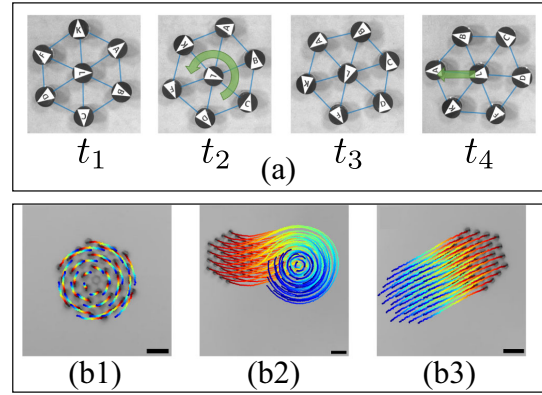 K
F A
L
D B
C
A
K B
L
F C
D
B
A C
L
K D
F
B C
A L D
K F
t₁ t₂ t₃ t₄
(a)
(b1) (b2) (b3)